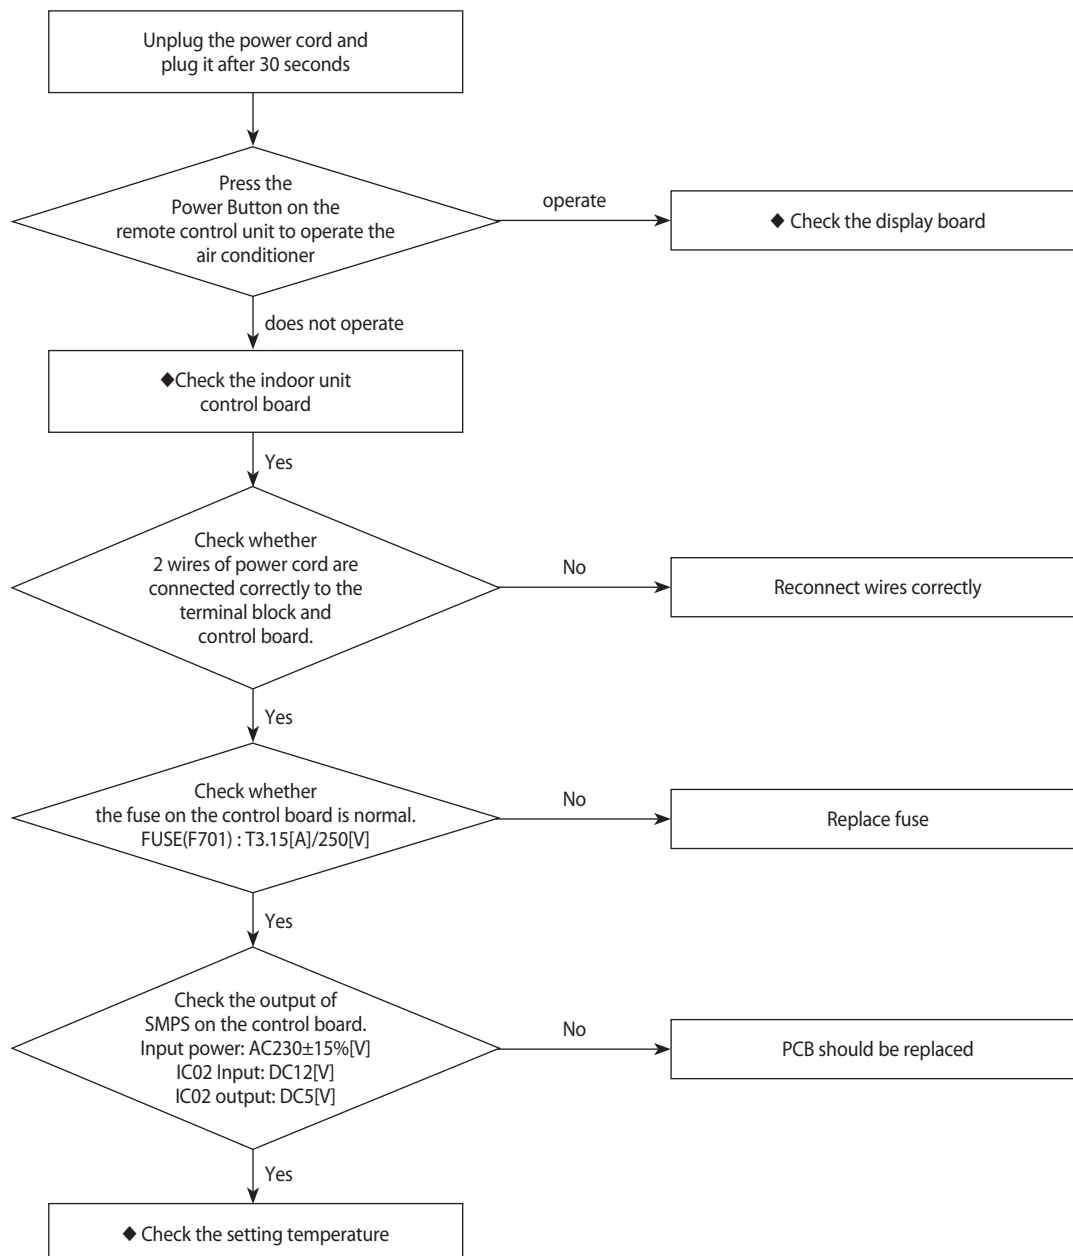 Unplug the power cord and
plug it after 30 seconds
Press the
Power Button on the
remote control unit to operate the
air conditioner
operate
◆ Check the display board
does not operate
◆Check the indoor unit
control board
Yes
Check whether
2 wires of power cord are
connected correctly to the
terminal block and
control board.
No
Reconnect wires correctly
Yes
Check whether
the fuse on the control board is normal.
FUSE(F701) : T3.15[A]/250[V]
No
Replace fuse
Yes
Check the output of
SMPS on the control board.
Input power: AC230±15%[V]
IC02 Input: DC12[V]
IC02 output: DC5[V]
No
PCB should be replaced
Yes
◆ Check the setting temperature